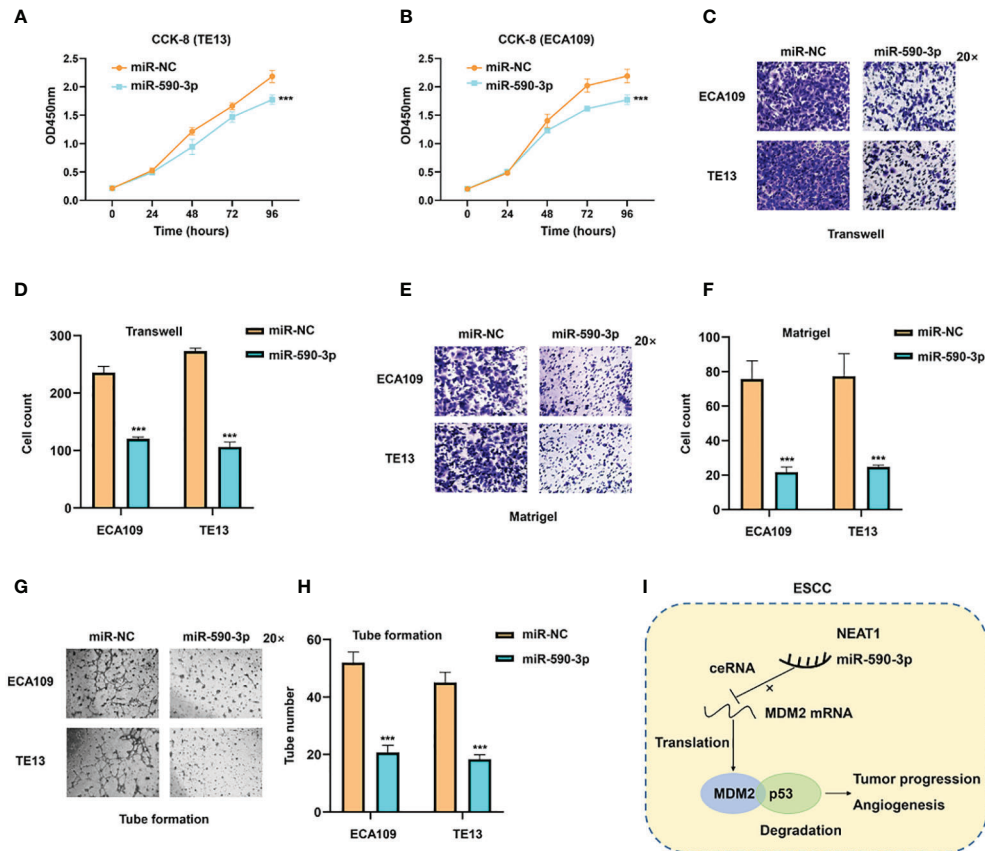 A
CCK-8 (TE13)
2.5
2.0
1.5
1.0
0.5
0.0
OD450nm
miR-NC
miR-590-3p
***
0 24 48 72 96
Time (hours)
B
CCK-8 (ECA109)
2.5
2.0
1.5
1.0
0.5
0.0
OD450nm
miR-NC
miR-590-3p
***
0 24 48 72 96
Time (hours)
C
miR-NC miR-590-3p
20×
ECA109
TE13
Transwell
D
Transwell
300
200
100
0
Cell count
miR-NC
miR-590-3p
*** ***
ECA109 TE13
E
miR-NC miR-590-3p
20×
ECA109
TE13
Matrigel
F
Matrigel
100
80
60
40
20
0
Cell count
miR-NC
miR-590-3p
*** ***
ECA109 TE13
G
miR-NC miR-590-3p
20×
ECA109
TE13
Tube formation
H
Tube formation
60
40
20
0
Tube number
miR-NC
miR-590-3p
*** ***
ECA109 TE13
I
ESCC
NEAT1
miR-590-3p
ceRNA
×
MDM2 mRNA
Translation
MDM2 p53
Tumor progression
Angiogenesis
Degradation